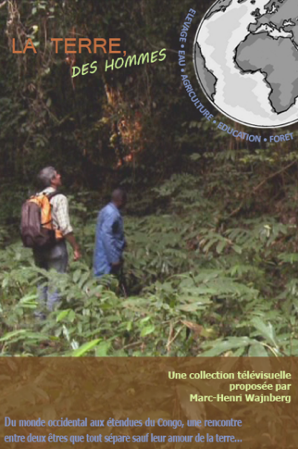 LA TERRE,
DES HOMMES
ELEVAGE • EAU • AGRICULTURE • EDUCATION • FORÊT
Une collection télévisuelle
proposée par
Marc-Henri Wajnberg
Du monde occidental aux étendues du Congo, une rencontre
entre deux êtres que tout sépare sauf leur amour de la terre...